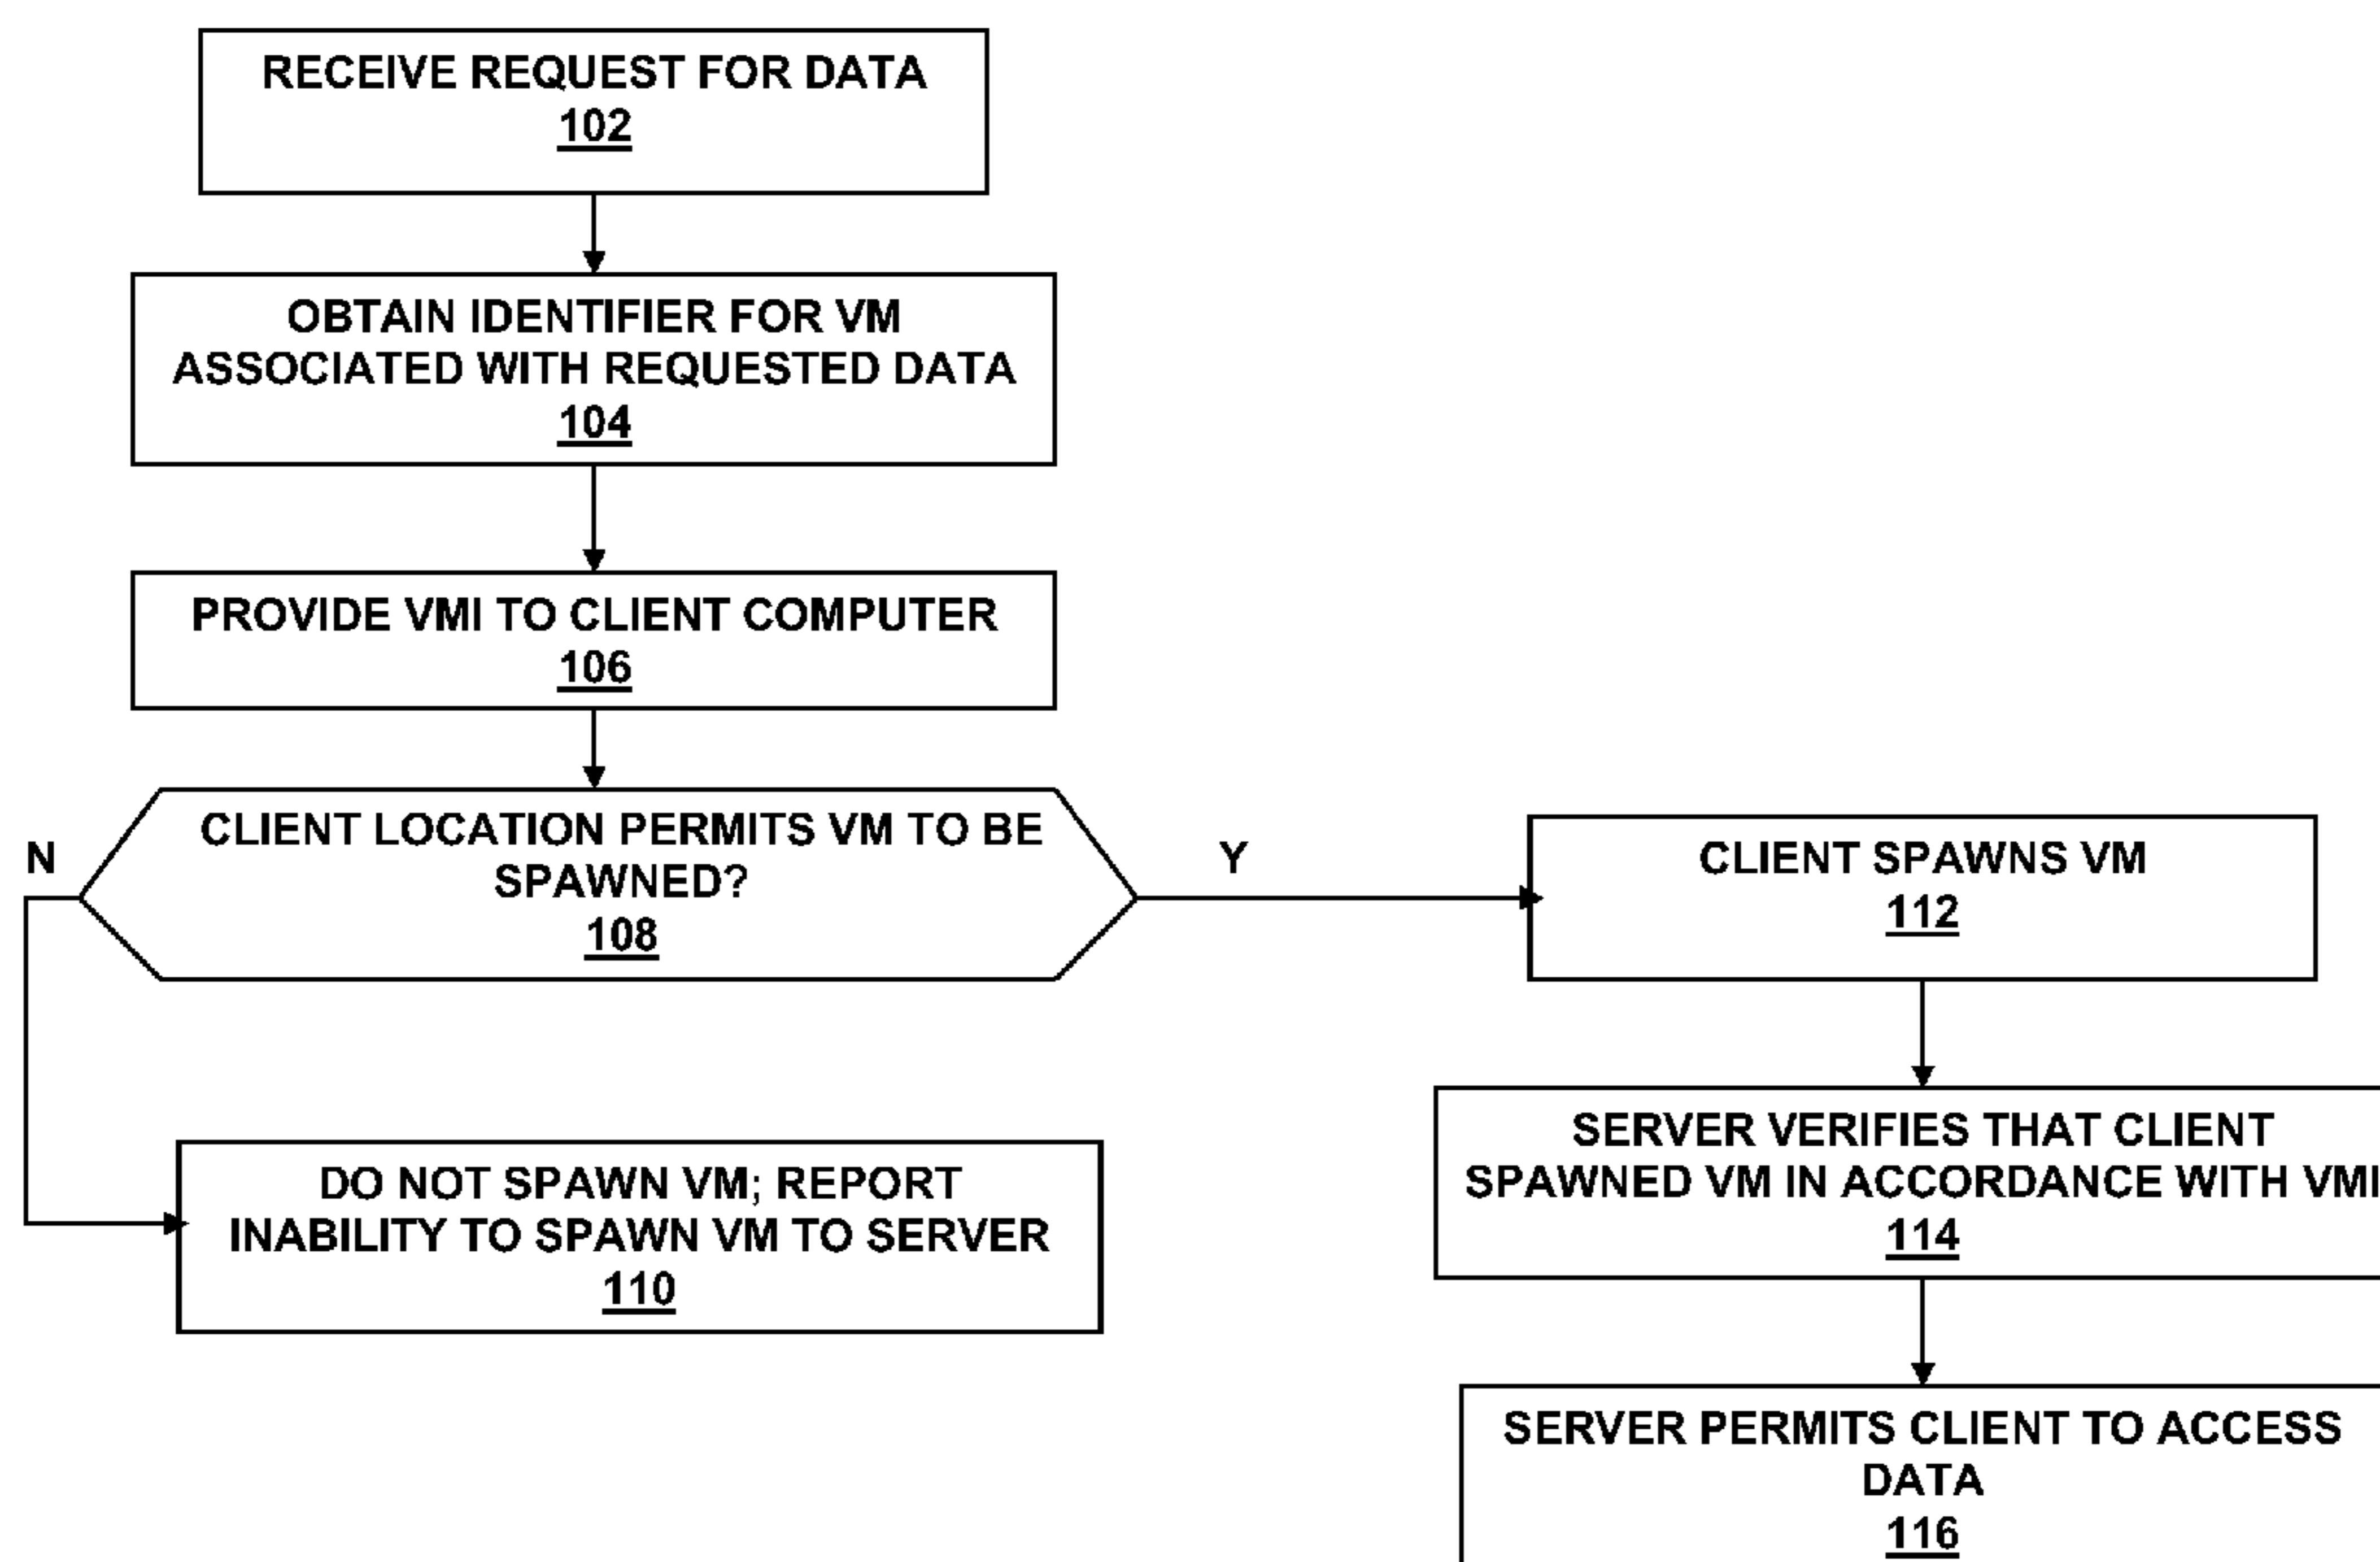 RECEIVE REQUEST FOR DATA
102
OBTAIN IDENTIFIER FOR VM
ASSOCIATED WITH REQUESTED DATA
104
PROVIDE VMI TO CLIENT COMPUTER
106
CLIENT LOCATION PERMITS VM TO BE
SPAWNED?
108
N
Y
DO NOT SPAWN VM; REPORT
INABILITY TO SPAWN VM TO SERVER
110
CLIENT SPAWNS VM
112
SERVER VERIFIES THAT CLIENT
SPAWNED VM IN ACCORDANCE WITH VMI
114
SERVER PERMITS CLIENT TO ACCESS
DATA
116